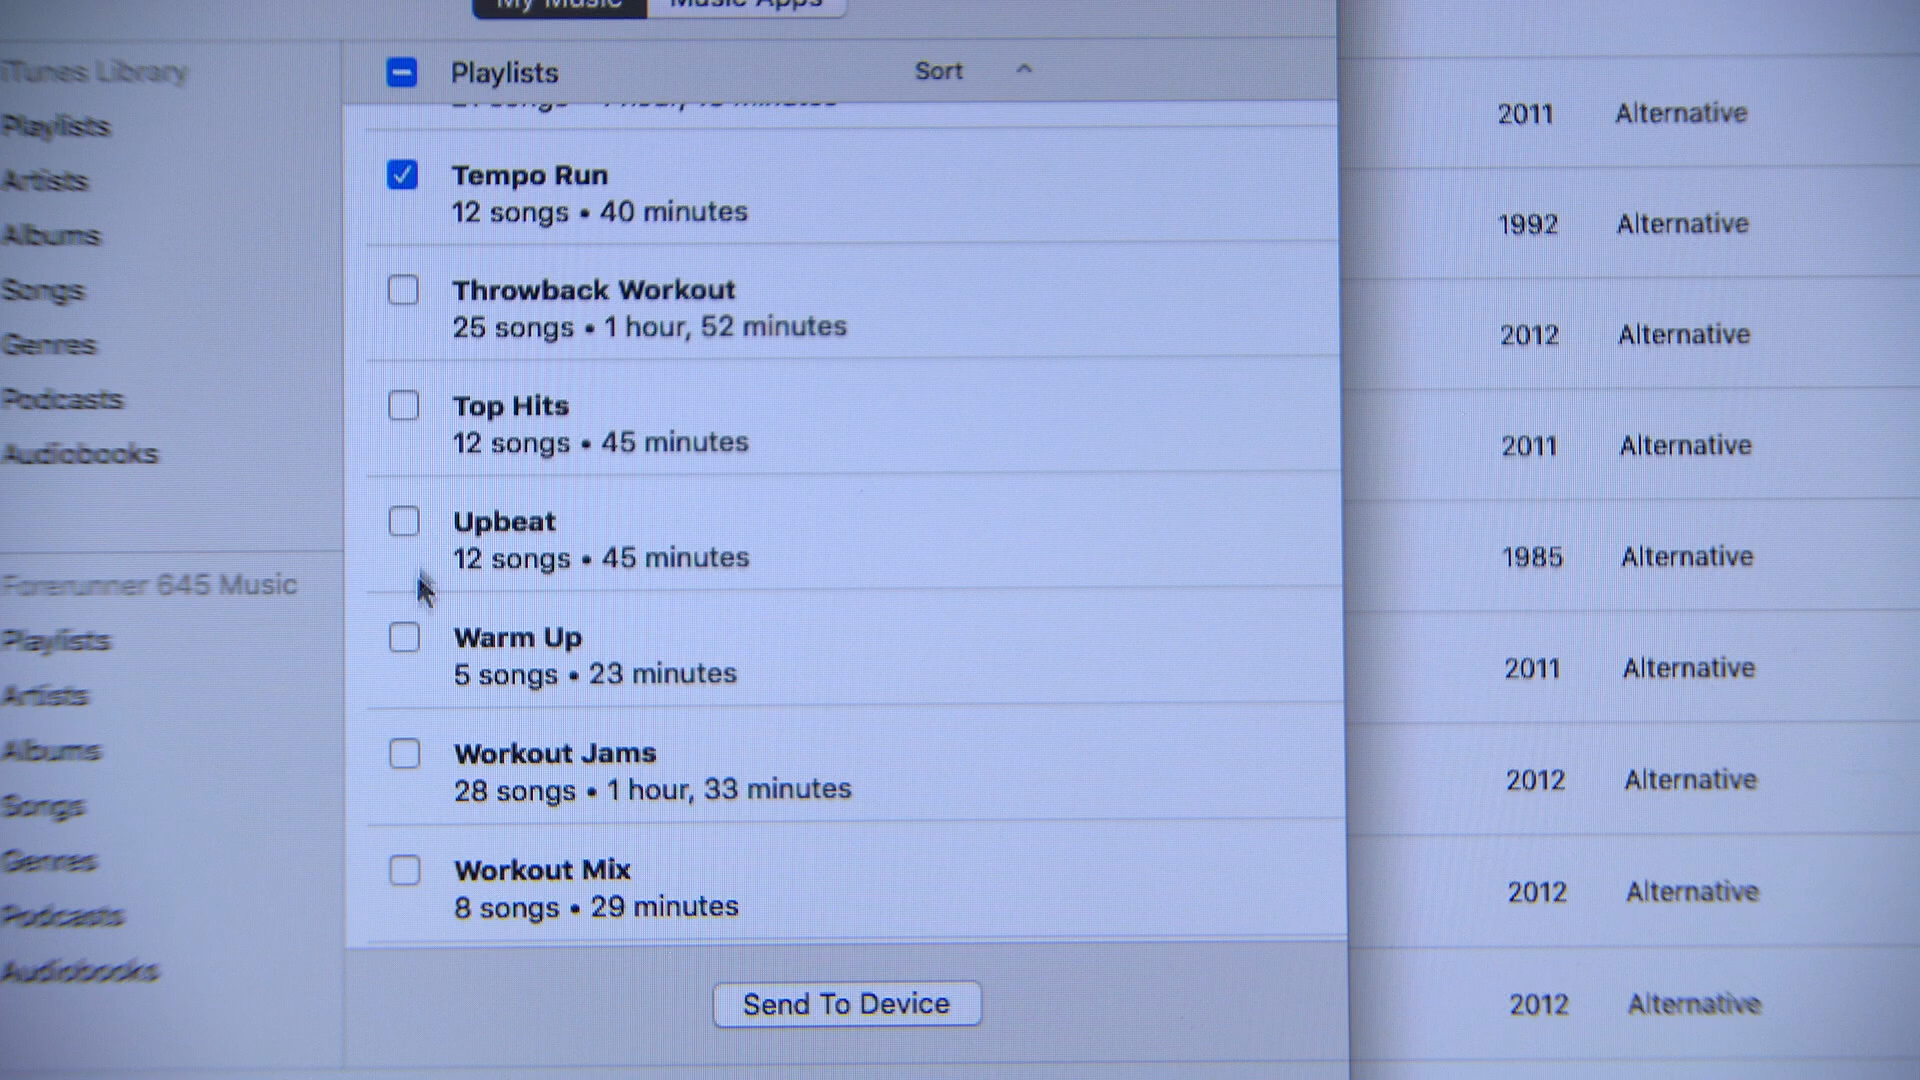 My Music Music Apps
iTunes Library
Playlists
Artists
Albums
Songs
Genres
Podcasts
Audiobooks
Forerunner 645 Music
Playlists
Artists
Albums
Songs
Genres
Podcasts
Audiobooks
Playlists Sort
Tempo Run
12 songs • 40 minutes
Throwback Workout
25 songs • 1 hour, 52 minutes
Top Hits
12 songs • 45 minutes
Upbeat
12 songs • 45 minutes
Warm Up
5 songs • 23 minutes
Workout Jams
28 songs • 1 hour, 33 minutes
Workout Mix
8 songs • 29 minutes
Send To Device
2011 Alternative
1992 Alternative
2012 Alternative
2011 Alternative
1985 Alternative
2011 Alternative
2012 Alternative
2012 Alternative
2012 Alternative